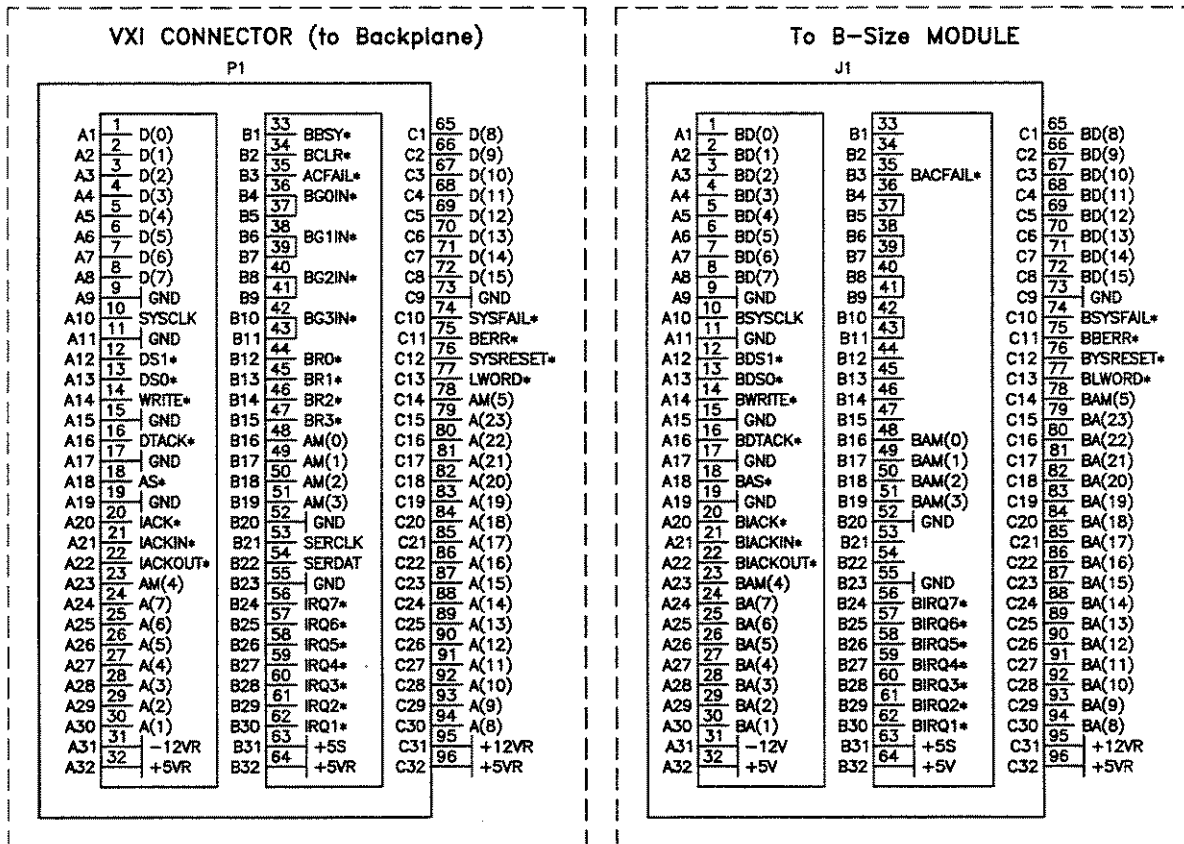 VXI CONNECTOR (to Backplane) To B-Size MODULE
P1 J1
A1 1 D(0) B1 33 BBSY* C1 65 D(8) A1 1 BD(0) B1 33 C1 65 BD(8)
A2 2 D(1) B2 34 BCLR* C2 66 D(9) A2 2 BD(1) B2 34 C2 66 BD(9)
A3 3 D(2) B3 35 ACFAIL* C3 67 D(10) A3 3 BD(2) B3 35 BACFAIL* C3 67 BD(10)
A4 4 D(3) B4 36 BG0IN* C4 68 D(11) A4 4 BD(3) B4 36 C4 68 BD(11)
A5 5 D(4) B5 37 C5 69 D(12) A5 5 BD(4) B5 37 C5 69 BD(12)
A6 6 D(5) B6 38 BG1IN* C6 70 D(13) A6 6 BD(5) B6 38 C6 70 BD(13)
A7 7 D(6) B7 39 C7 71 D(14) A7 7 BD(6) B7 39 C7 71 BD(14)
A8 8 D(7) B8 40 BG2IN* C8 72 D(15) A8 8 BD(7) B8 40 C8 72 BD(15)
A9 9 GND B9 41 C9 73 GND A9 9 GND B9 41 C9 73 GND
A10 10 SYSCLK B10 42 BG3IN* C10 74 SYSFAIL* A10 10 BSYSCLK B10 42 C10 74 BSYSFAIL*
A11 11 GND B11 43 C11 75 BERR* A11 11 GND B11 43 C11 75 BBERR*
A12 12 DS1* B12 44 BR0* C12 76 SYSRESET* A12 12 BDS1* B12 44 C12 76 BYSRESET*
A13 13 DS0* B13 45 BR1* C13 77 LWORD* A13 13 BDS0* B13 45 C13 77 BLWORD*
A14 14 WRITE* B14 46 BR2* C14 78 AM(5) A14 14 BWRITE* B14 46 C14 78 BAM(5)
A15 15 GND B15 47 BR3* C15 79 A(23) A15 15 GND B15 47 C15 79 BA(23)
A16 16 DTACK* B16 48 AM(0) C16 80 A(22) A16 16 BDTACK* B16 48 BAM(0) C16 80 BA(22)
A17 17 GND B17 49 AM(1) C17 81 A(21) A17 17 GND B17 49 BAM(1) C17 81 BA(21)
A18 18 AS* B18 50 AM(2) C18 82 A(20) A18 18 BAS* B18 50 BAM(2) C18 82 BA(20)
A19 19 GND B19 51 AM(3) C19 83 A(19) A19 19 GND B19 51 BAM(3) C19 83 BA(19)
A20 20 IACK* B20 52 GND C20 84 A(18) A20 20 BIACK* B20 52 GND C20 84 BA(18)
A21 21 IACKIN* B21 53 SERCLK C21 85 A(17) A21 21 BIACKIN* B21 53 C21 85 BA(17)
A22 22 IACKOUT* B22 54 SERDAT C22 86 A(16) A22 22 BIACKOUT* B22 54 C22 86 BA(16)
A23 23 AM(4) B23 55 GND C23 87 A(15) A23 23 BAM(4) B23 55 GND C23 87 BA(15)
A24 24 A(7) B24 56 IRQ7* C24 88 A(14) A24 24 BA(7) B24 56 BIRQ7* C24 88 BA(14)
A25 25 A(6) B25 57 IRQ6* C25 89 A(13) A25 25 BA(6) B25 57 BIRQ6* C25 89 BA(13)
A26 26 A(5) B26 58 IRQ5* C26 90 A(12) A26 26 BA(5) B26 58 BIRQ5* C26 90 BA(12)
A27 27 A(4) B27 59 IRQ4* C27 91 A(11) A27 27 BA(4) B27 59 BIRQ4* C27 91 BA(11)
A28 28 A(3) B28 60 IRQ3* C28 92 A(10) A28 28 BA(3) B28 60 BIRQ3* C28 92 BA(10)
A29 29 A(2) B29 61 IRQ2* C29 93 A(9) A29 29 BA(2) B29 61 BIRQ2* C29 93 BA(9)
A30 30 A(1) B30 62 IRQ1* C30 94 A(8) A30 30 BA(1) B30 62 BIRQ1* C30 94 BA(8)
A31 31 -12VR B31 63 +5S C31 95 +12VR A31 31 -12V B31 63 +5S C31 95 +12VR
A32 32 +5VR B32 64 +5VR C32 96 +5VR A32 32 +5V B32 64 +5V C32 96 +5VR